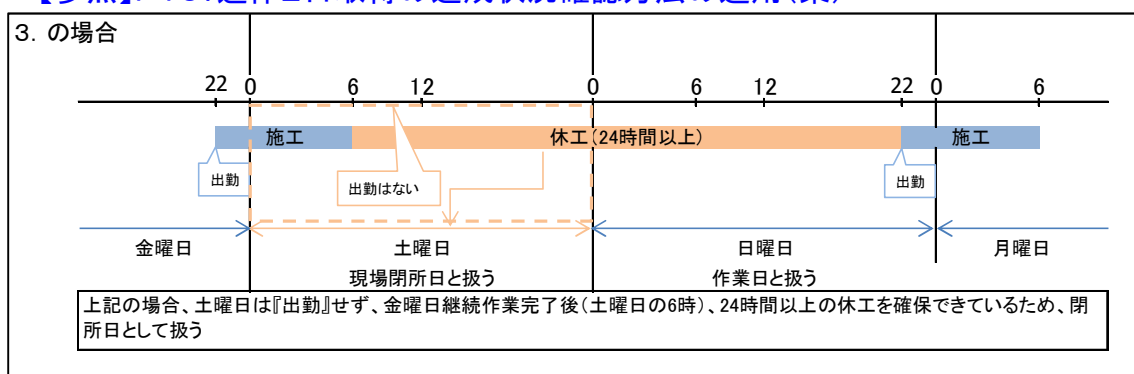 3．の場合
22 0 6 12 0 6 12 22 0 6
施工 休工(24時間以上) 施工
出勤 出勤はない 出勤
金曜日 土曜日 日曜日 月曜日
現場閉所日と扱う 作業日と扱う
上記の場合、土曜日は『出勤』せず、金曜日継続作業完了後(土曜日の6時)、24時間以上の休工を確保できているため、閉
所日として扱う